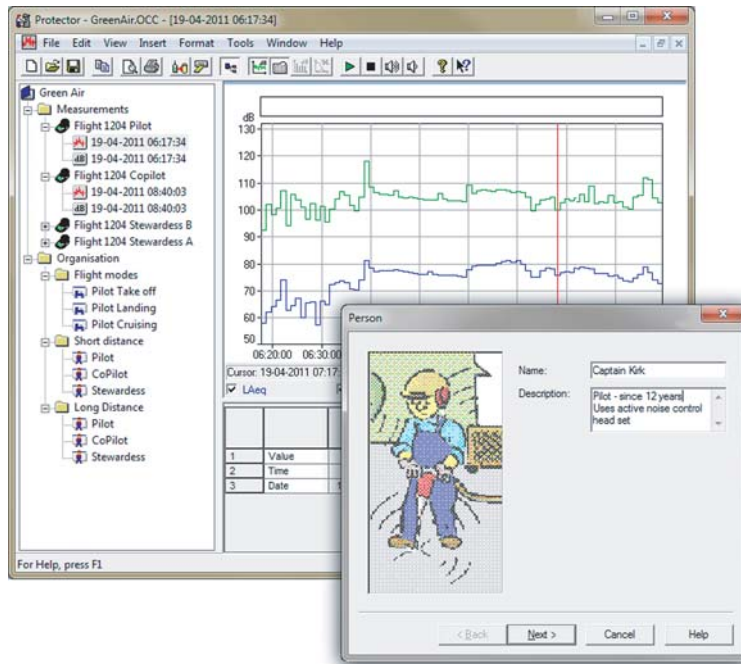 Protector - GreenAir.OCC - [19-04-2011 06:17:34]
File Edit View Insert Format Tools Window Help
Green Air
Measurements
Flight 1204 Pilot
19-04-2011 06:17:34
dB 19-04-2011 06:17:34
Flight 1204 Copilot
19-04-2011 08:40:03
dB 19-04-2011 08:40:03
Flight 1204 Stewardess B
Flight 1204 Stewardess A
Organisation
Flight modes
Pilot Take off
Pilot Landing
Pilot Cruising
Short distance
Pilot
CoPilot
Stewardess
Long Distance
Pilot
CoPilot
Stewardess
dB
130
120
110
100
90
80
70
60
50
06:20:00 06:30:00
Cursor: 19-04-2011 07:17:
LAeq
1 Value
2 Time
3 Date 1
For Help, press F1
Person
Name: Captain Kirk
Description: Pilot - since 12 years
Uses active noise control
head set
< Back Next > Cancel Help